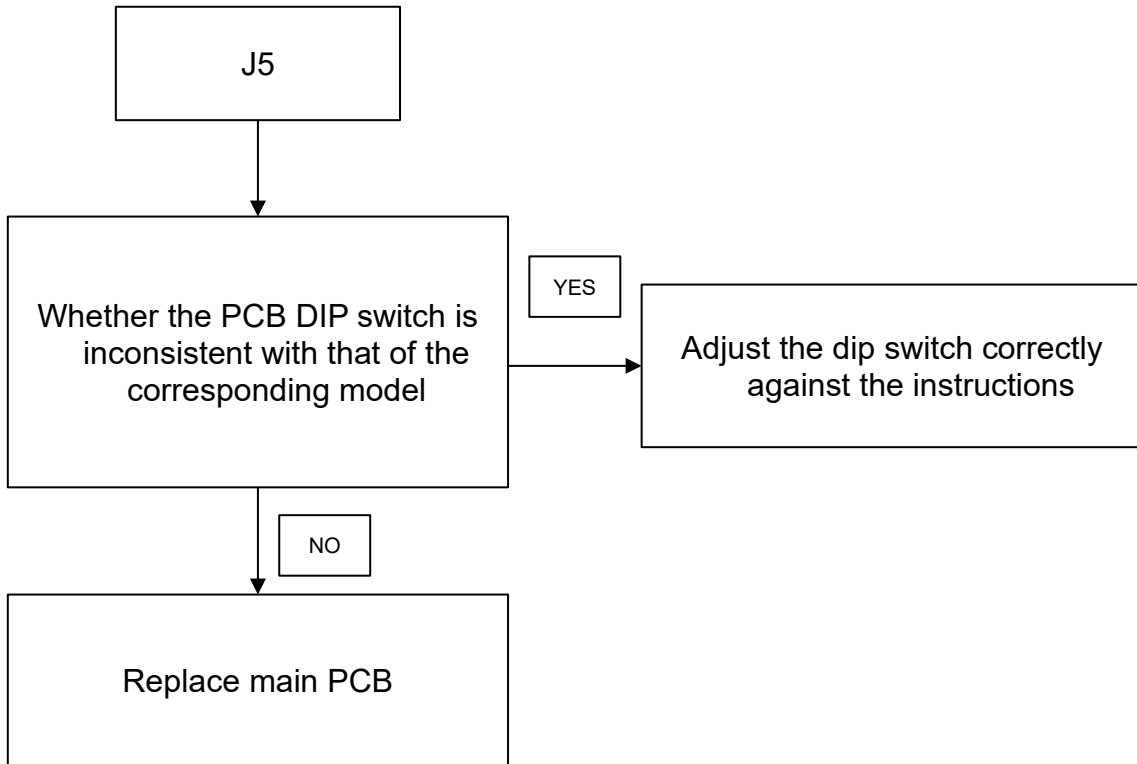 J5
Whether the PCB DIP switch is
inconsistent with that of the
corresponding model
YES
Adjust the dip switch correctly
against the instructions
NO
Replace main PCB